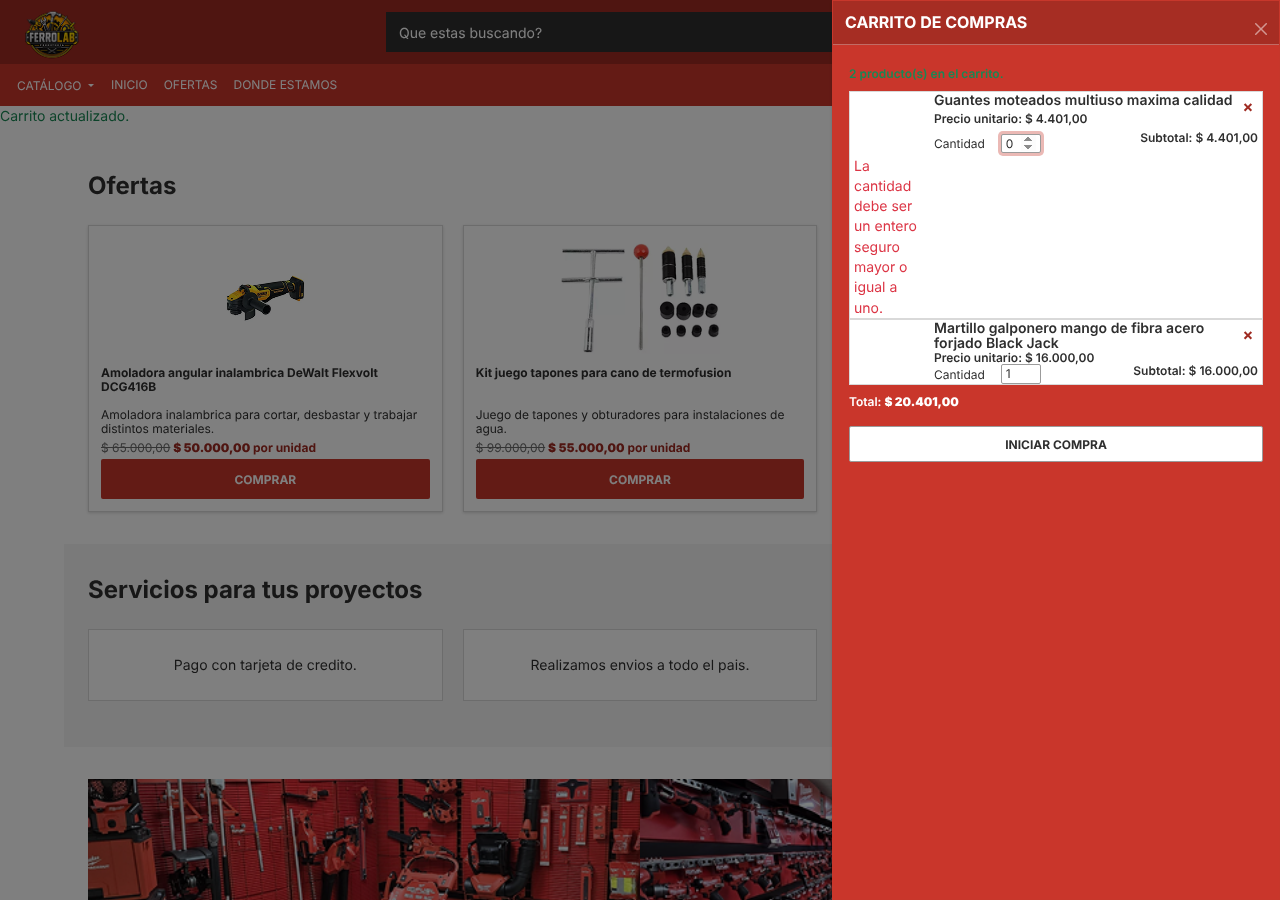 FERROLAB
Que estas buscando?
CARRITO DE COMPRAS
CATÁLOGO
INICIO
OFERTAS
DONDE ESTAMOS
Carrito actualizado.
2 producto(s) en el carrito.
Guantes moteados multiuso maxima calidad
×
Precio unitario: $ 4.401,00
Cantidad
0
Subtotal: $ 4.401,00
La
cantidad
debe ser
un entero
seguro
mayor o
igual a
uno.
Martillo galponero mango de fibra acero
forjado Black Jack
×
Precio unitario: $ 16.000,00
Cantidad
1
Subtotal: $ 16.000,00
Total: $ 20.401,00
INICIAR COMPRA
Ofertas
Amoladora angular inalambrica DeWalt Flexvolt
DCG416B
Amoladora inalambrica para cortar, desbastar y trabajar
distintos materiales.
$ 65.000,00 $ 50.000,00 por unidad
COMPRAR
Kit juego tapones para cano de termofusion
Juego de tapones y obturadores para instalaciones de
agua.
$ 99.000,00 $ 55.000,00 por unidad
COMPRAR
Servicios para tus proyectos
Pago con tarjeta de credito.
Realizamos envios a todo el pais.